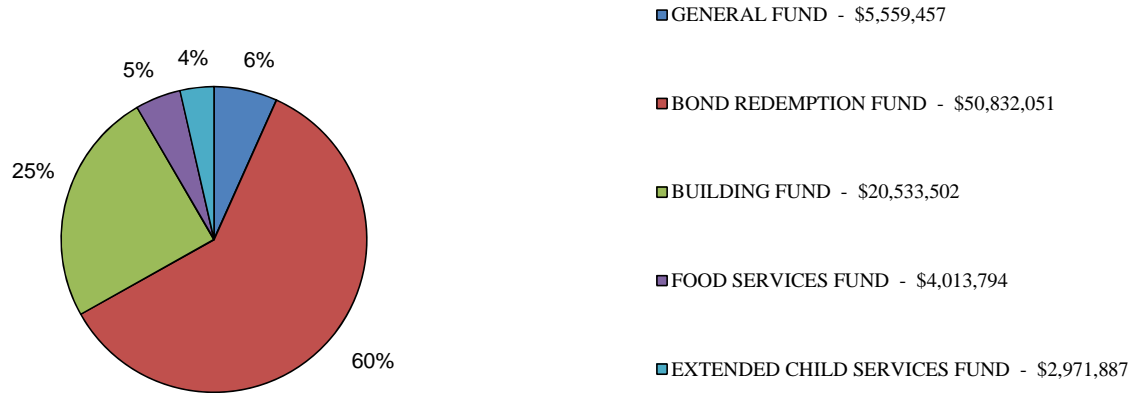 4%
6%
5%
25%
60%
GENERAL FUND - $5,559,457
BOND REDEMPTION FUND - $50,832,051
BUILDING FUND - $20,533,502
FOOD SERVICES FUND - $4,013,794
EXTENDED CHILD SERVICES FUND - $2,971,887